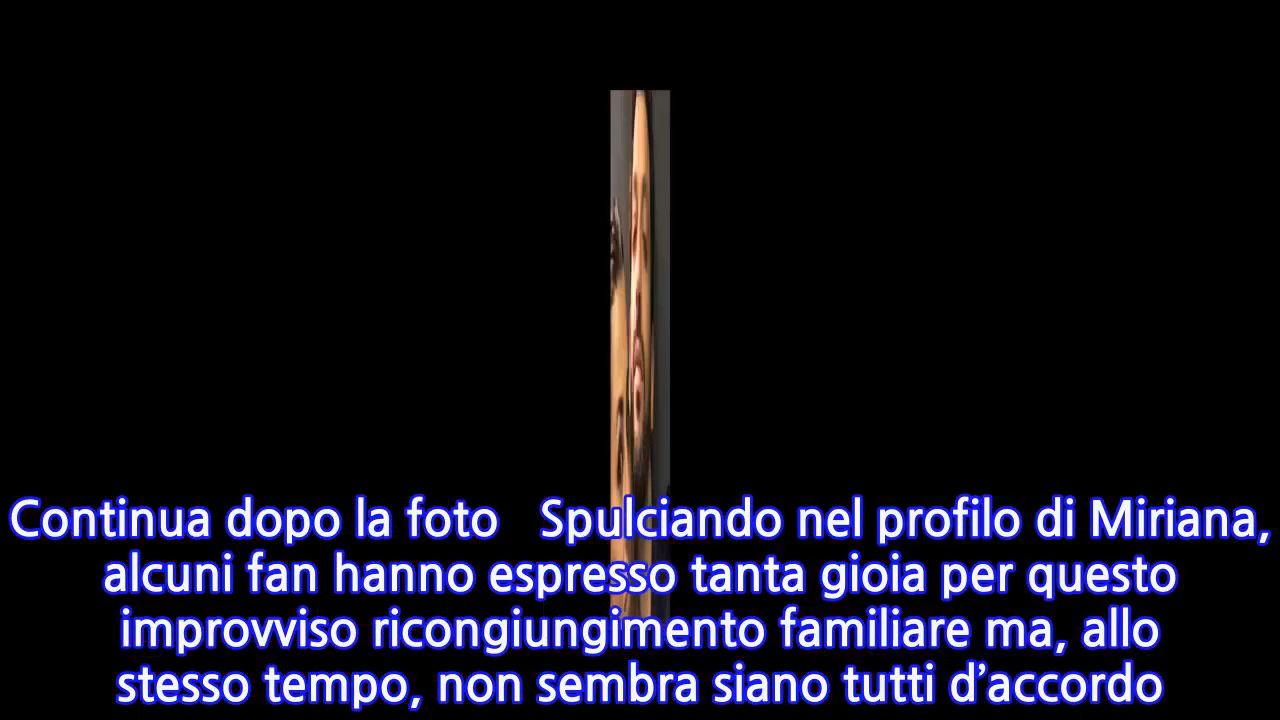 Continua dopo la foto   Spulciando nel profilo di Miriana,
alcuni fan hanno espresso tanta gioia per questo
improvviso ricongiungimento familiare ma, allo
stesso tempo, non sembra siano tutti d’accordo